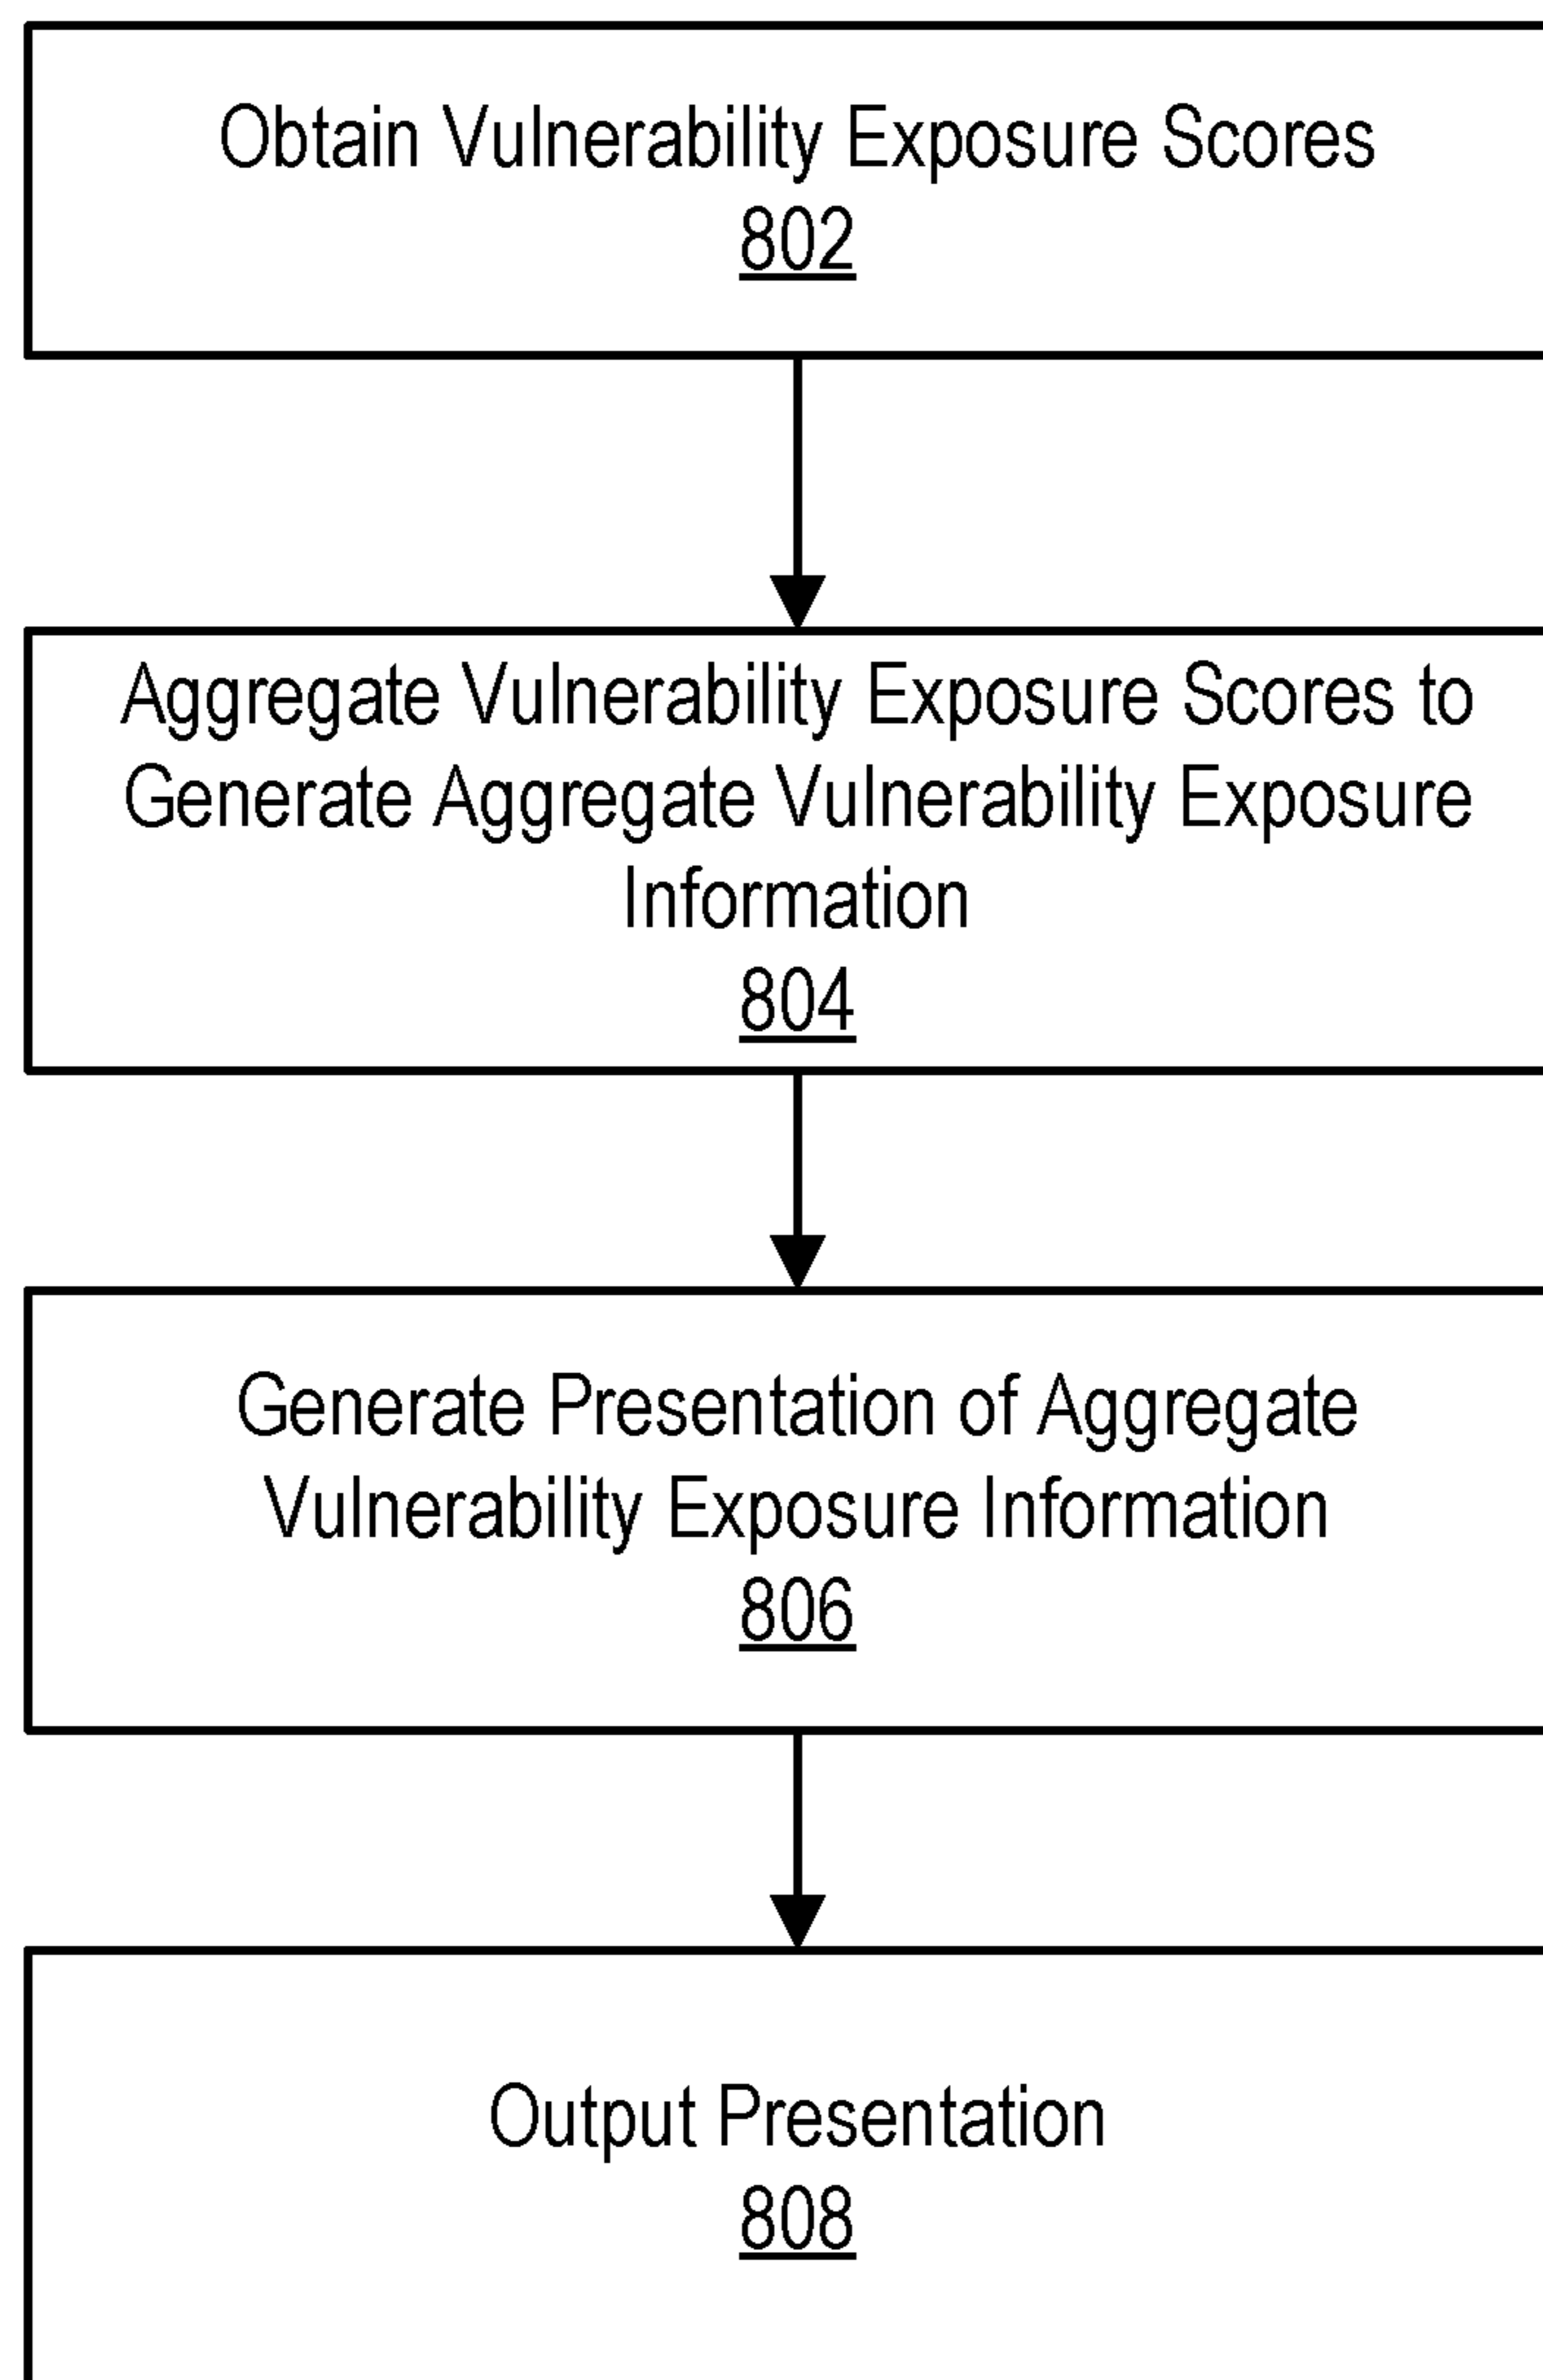 Obtain Vulnerability Exposure Scores
802
Aggregate Vulnerability Exposure Scores to
Generate Aggregate Vulnerability Exposure
Information
804
Generate Presentation of Aggregate
Vulnerability Exposure Information
806
Output Presentation
808